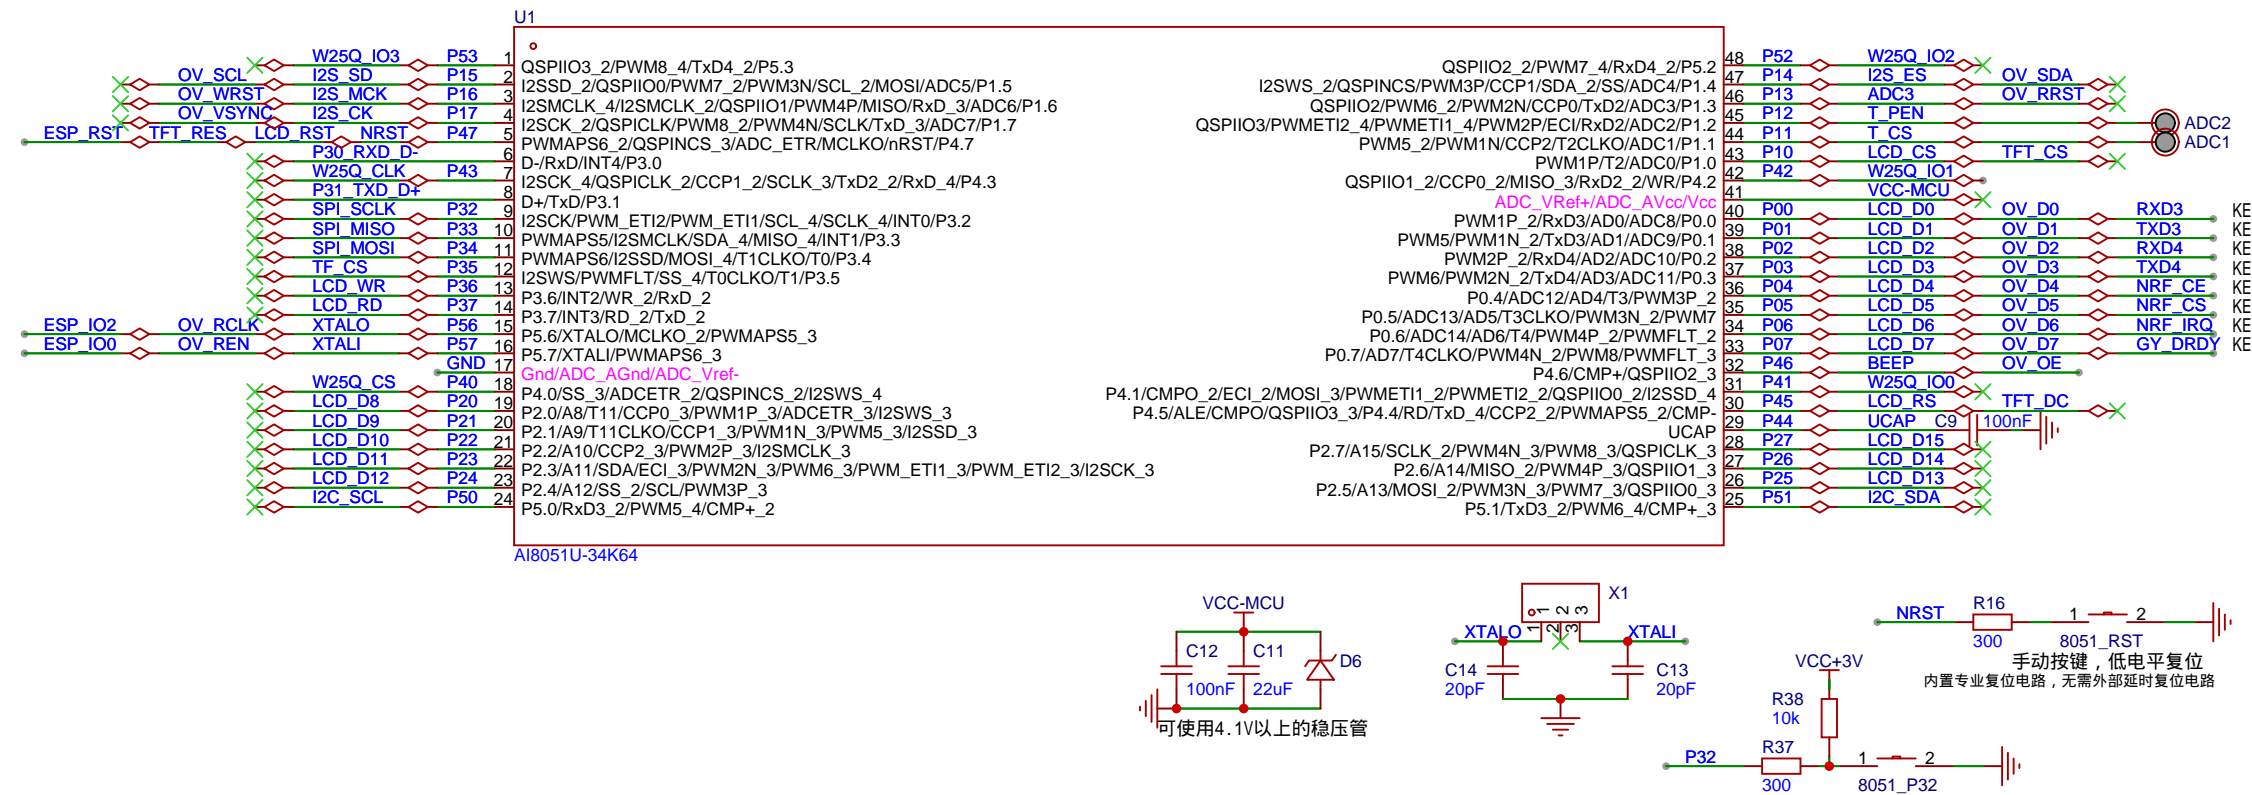 U1
W25Q_IO3 P53 1 QSPIIO3_2/PWM8_4/TxD4_2/P5.3
OV_SCL I2S_SD P15 2 I2SSD_2/QSPIIO0/PWM7_2/PWM3N/SCL_2/MOSI/ADC5/P1.5
OV_WRST I2S_MCK P16 3 I2SMCLK_4/I2SMCLK_2/QSPIIO1/PWM4P/MISO/RxD_3/ADC6/P1.6
OV_VSYNC I2S_CK P17 4 I2SCK_2/QSPICLK/PWM8_2/PWM4N/SCLK/TxD_3/ADC7/P1.7
ESP_RST TFT_RES LCD_RST NRST P47 5 PWMAPS6_2/QSPINCS_3/ADC_ETR/MCLKO/nRST/P4.7
P30_RXD_D- 6 D-/RxD/INT4/P3.0
W25Q_CLK P43 7 I2SCK_4/QSPICLK_2/CCP1_2/SCLK_3/TxD2_2/RxD_4/P4.3
P31_TXD_D+ 8 D+/TxD/P3.1
SPI_SCLK P32 9 I2SCK/PWM_ETI2/PWM_ETI1/SCL_4/SCLK_4/INT0/P3.2
SPI_MISO P33 10 PWMAPS5/I2SMCLK/SDA_4/MISO_4/INT1/P3.3
SPI_MOSI P34 11 PWMAPS6/I2SSD/MOSI_4/T1CLKO/T0/P3.4
TF_CS P35 12 I2SWS/PWMFLT/SS_4/T0CLKO/T1/P3.5
LCD_WR P36 13 P3.6/INT2/WR_2/RxD_2
LCD_RD P37 14 P3.7/INT3/RD_2/TxD_2
ESP_IO2 OV_RCLK XTALO P56 15 P5.6/XTALO/MCLKO_2/PWMAPS5_3
ESP_IO0 OV_REN XTALI P57 16 P5.7/XTALI/PWMAPS6_3
GND 17 Gnd/ADC_AGnd/ADC_Vref-
W25Q_CS P40 18 P4.0/SS_3/ADCETR_2/QSPINCS_2/I2SWS_4
LCD_D8 P20 19 P2.0/A8/T11/CCP0_3/PWM1P_3/ADCETR_3/I2SWS_3
LCD_D9 P21 20 P2.1/A9/T11CLKO/CCP1_3/PWM1N_3/PWM5_3/I2SSD_3
LCD_D10 P22 21 P2.2/A10/CCP2_3/PWM2P_3/I2SMCLK_3
LCD_D11 P23 22 P2.3/A11/SDA/ECI_3/PWM2N_3/PWM6_3/PWM_ETI1_3/PWM_ETI2_3/I2SCK_3
LCD_D12 P24 23 P2.4/A12/SS_2/SCL/PWM3P_3
I2C_SCL P50 24 P5.0/RxD3_2/PWM5_4/CMP+_2
QSPIIO2_2/PWM7_4/RxD4_2/P5.2 48 P52 W25Q_IO2
I2SWS_2/QSPINCS/PWM3P/CCP1/SDA_2/SS/ADC4/P1.4 47 P14 I2S_ES OV_SDA
QSPIIO2/PWM6_2/PWM2N/CCP0/TxD2/ADC3/P1.3 46 P13 ADC3 OV_RRST
QSPIIO3/PWMETI2_4/PWMETI1_4/PWM2P/ECI/RxD2/ADC2/P1.2 45 P12 T_PEN ADC2
PWM5_2/PWM1N/CCP2/T2CLKO/ADC1/P1.1 44 P11 T_CS ADC1
PWM1P/T2/ADC0/P1.0 43 P10 LCD_CS TFT_CS
QSPIIO1_2/CCP0_2/MISO_3/RxD2_2/WR/P4.2 42 P42 W25Q_IO1
ADC_VRef+/ADC_AVcc/Vcc 41 VCC-MCU
PWM1P_2/RxD3/AD0/ADC8/P0.0 40 P00 LCD_D0 OV_D0 RXD3 KE
PWM5/PWM1N_2/TxD3/AD1/ADC9/P0.1 39 P01 LCD_D1 OV_D1 TXD3 KE
PWM2P_2/RxD4/AD2/ADC10/P0.2 38 P02 LCD_D2 OV_D2 RXD4 KE
PWM6/PWM2N_2/TxD4/AD3/ADC11/P0.3 37 P03 LCD_D3 OV_D3 TXD4 KE
P0.4/ADC12/AD4/T3/PWM3P_2 36 P04 LCD_D4 OV_D4 NRF_CE KE
P0.5/ADC13/AD5/T3CLKO/PWM3N_2/PWM7 35 P05 LCD_D5 OV_D5 NRF_CS KE
P0.6/ADC14/AD6/T4/PWM4P_2/PWMFLT_2 34 P06 LCD_D6 OV_D6 NRF_IRQ KE
P0.7/AD7/T4CLKO/PWM4N_2/PWM8/PWMFLT_3 33 P07 LCD_D7 OV_D7 GY_DRDY KE
P4.6/CMP+/QSPIIO2_3 32 P46 BEEP OV_OE
P4.1/CMPO_2/ECI_2/MOSI_3/PWMETI1_2/PWMETI2_2/QSPIIO0_2/I2SSD_4 31 P41 W25Q_IO0
P4.5/ALE/CMPO/QSPIIO3_3/P4.4/RD/TxD_4/CCP2_2/PWMAPS5_2/CMP- 30 P45 LCD_RS TFT_DC
UCAP 29 P44 UCAP C9 100nF
P2.7/A15/SCLK_2/PWM4N_3/PWM8_3/QSPICLK_3 28 P27 LCD_D15
P2.6/A14/MISO_2/PWM4P_3/QSPIIO1_3 27 P26 LCD_D14
P2.5/A13/MOSI_2/PWM3N_3/PWM7_3/QSPIIO0_3 26 P25 LCD_D13
P5.1/TxD3_2/PWM6_4/CMP+_3 25 P51 I2C_SDA
AI8051U-34K64
VCC-MCU
C12 C11 D6
100nF 22uF
可使用4.1V以上的稳压管
X1
1 2 3
1 2 3
XTALO XTALI
C14 C13
20pF 20pF
NRST R16 1 2
300 8051_RST
手动按键，低电平复位
内置专业复位电路，无需外部延时复位电路
VCC+3V
R38
10k
P32 R37 1 2
300 8051_P32